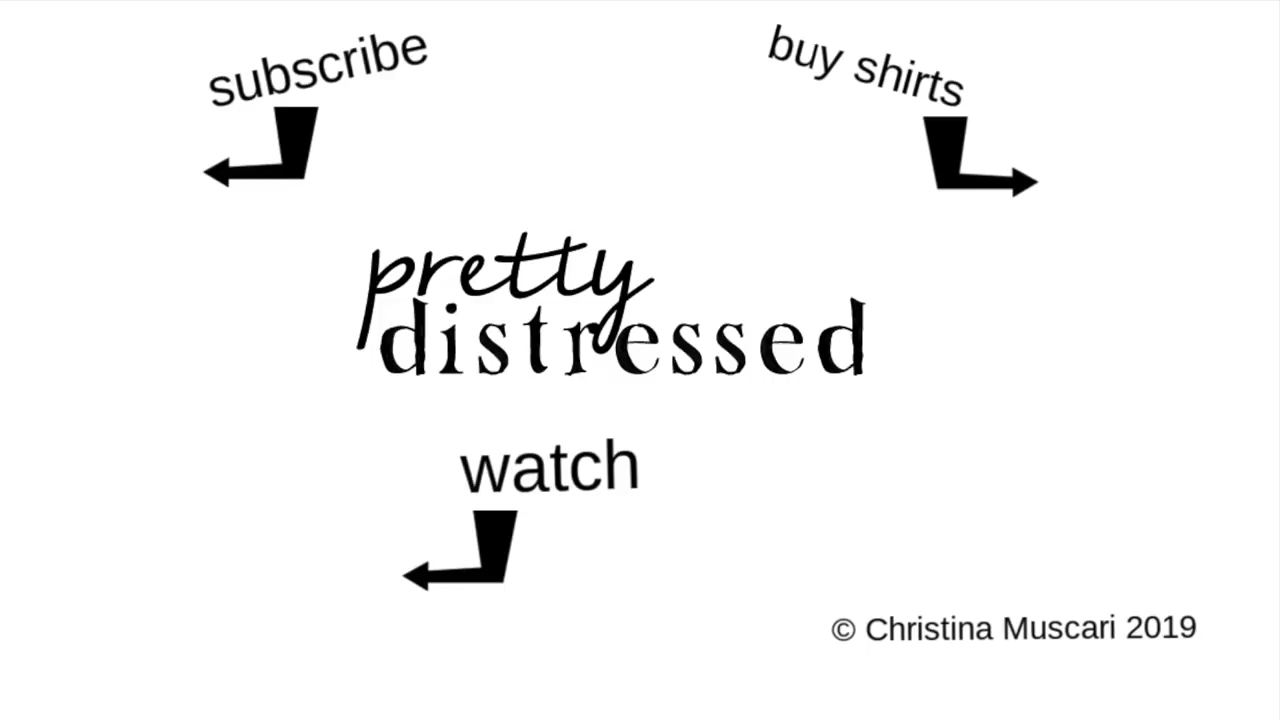 subscribe
buy shirts
pretty
distressed
watch
© Christina Muscari 2019